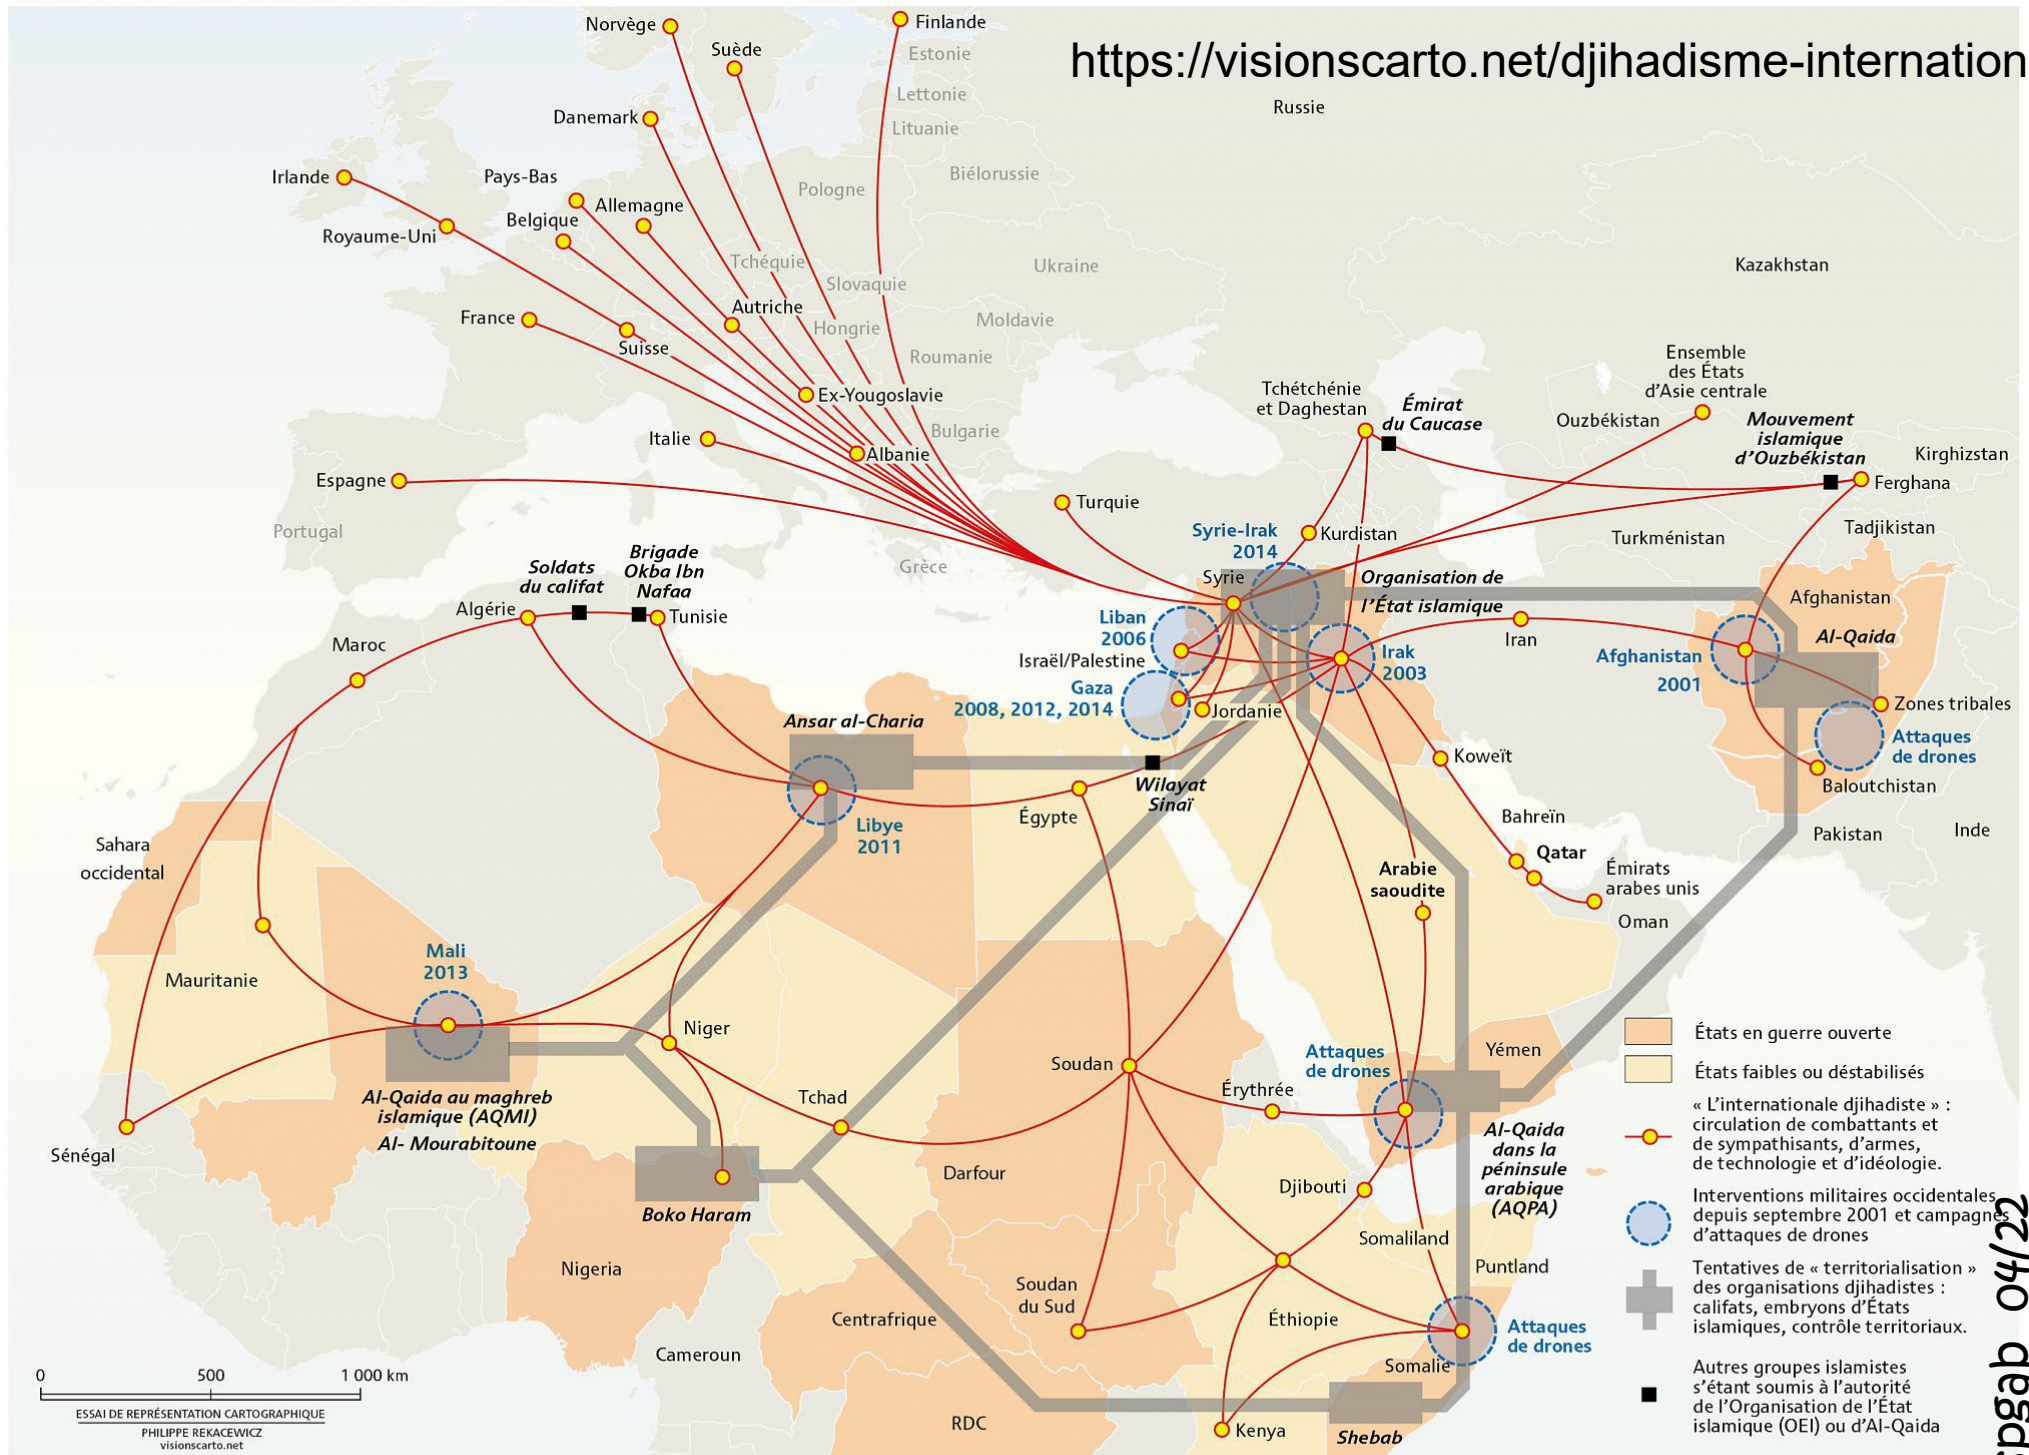 https://visionscarto.net/djihadisme-internation
Norvège
Finlande
Suède
Estonie
Lettonie
Russie
Danemark
Lituanie
Irlande
Pays-Bas
Biélorussie
Pologne
Allemagne
Belgique
Royaume-Uni
Tchéquie
Ukraine
Kazakhstan
Slovaquie
Autriche
France
Hongrie
Moldavie
Suisse
Roumanie
Ensemble
des États
d'Asie centrale
Tchétchénie
et Daghestan
Émirat
du Caucase
Ex-Yougoslavie
Ouzbékistan
Mouvement
islamique
d'Ouzbékistan
Italie
Bulgarie
Albanie
Kirghizstan
Espagne
Ferghana
Turquie
Portugal
Syrie-Irak
2014
Kurdistan
Turkménistan
Tadjikistan
Grèce
Soldats
du califat
Brigade
Okba Ibn
Nafaa
Syrie
Organisation de
l'État islamique
Afghanistan
Algérie
Tunisie
Liban
2006
Iran
Al-Qaida
Maroc
Israël/Palestine
Irak
2003
Afghanistan
2001
Gaza
2008, 2012, 2014
Jordanie
Zones tribales
Ansar al-Charia
Attaques
de drones
Koweït
Wilayat
Sinaï
Baloutchistan
Égypte
Bahreïn
Libye
2011
Pakistan
Inde
Sahara
occidental
Qatar
Arabie
saoudite
Émirats
arabes unis
Oman
Mali
2013
Mauritanie
Niger
Yémen
Soudan
Attaques
de drones
Érythrée
Tchad
Al-Qaida au maghreb
islamique (AQMI)
Al- Mourabitoune
Sénégal
Al-Qaida
dans la
péninsule
arabique
(AQPA)
Darfour
Djibouti
Boko Haram
Somaliland
Nigeria
Puntland
Soudan
du Sud
Centrafrique
Éthiopie
Attaques
de drones
Cameroun
Somalie
RDC
Kenya
Shebab
États en guerre ouverte
États faibles ou déstabilisés
« L'internationale djihadiste » :
circulation de combattants et
de sympathisants, d'armes,
de technologie et d'idéologie.
Interventions militaires occidentales
depuis septembre 2001 et campagnes
d'attaques de drones
Tentatives de « territorialisation »
des organisations djihadistes :
califats, embryons d'États
islamiques, contrôle territoriaux.
Autres groupes islamistes
s'étant soumis à l'autorité
de l'Organisation de l'État
islamique (OEI) ou d'Al-Qaida
0 500 1 000 km
ESSAI DE REPRÉSENTATION CARTOGRAPHIQUE
PHILIPPE REKACEWICZ
visionscarto.net
04/22